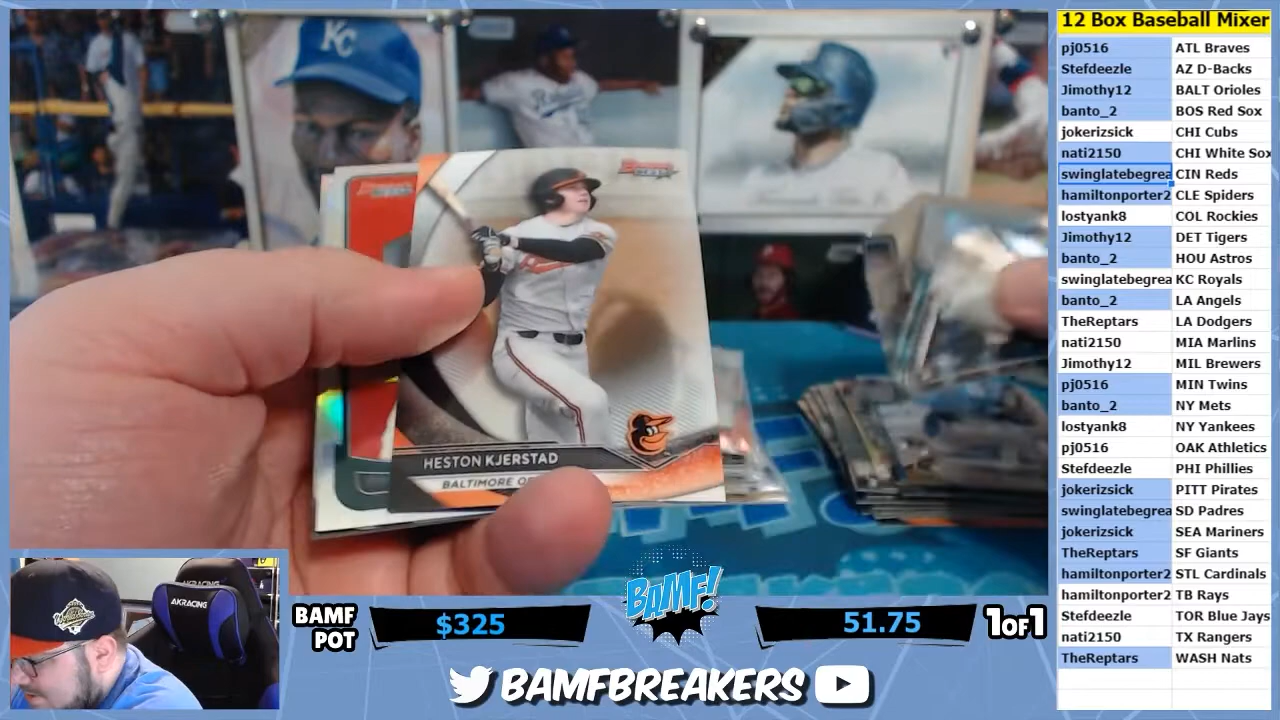 KC
Bowman
BEST
HESTON KJERSTAD
BALTIMORE O
AKRACING
BAMF
POT
$325
BAMF!
51.75
1OF1
BAMFBREAKERS
12 Box Baseball Mixer
pj0516 ATL Braves
Stefdeezle AZ D-Backs
Jimothy12 BALT Orioles
banto_2 BOS Red Sox
jokerizsick CHI Cubs
nati2150 CHI White Sox
swinglatebegrea CIN Reds
hamiltonporter2 CLE Spiders
lostyank8 COL Rockies
Jimothy12 DET Tigers
banto_2 HOU Astros
swinglatebegrea KC Royals
banto_2 LA Angels
TheReptars LA Dodgers
nati2150 MIA Marlins
Jimothy12 MIL Brewers
pj0516 MIN Twins
banto_2 NY Mets
lostyank8 NY Yankees
pj0516 OAK Athletics
Stefdeezle PHI Phillies
jokerizsick PITT Pirates
swinglatebegrea SD Padres
jokerizsick SEA Mariners
TheReptars SF Giants
hamiltonporter2 STL Cardinals
hamiltonporter2 TB Rays
Stefdeezle TOR Blue Jays
nati2150 TX Rangers
TheReptars WASH Nats